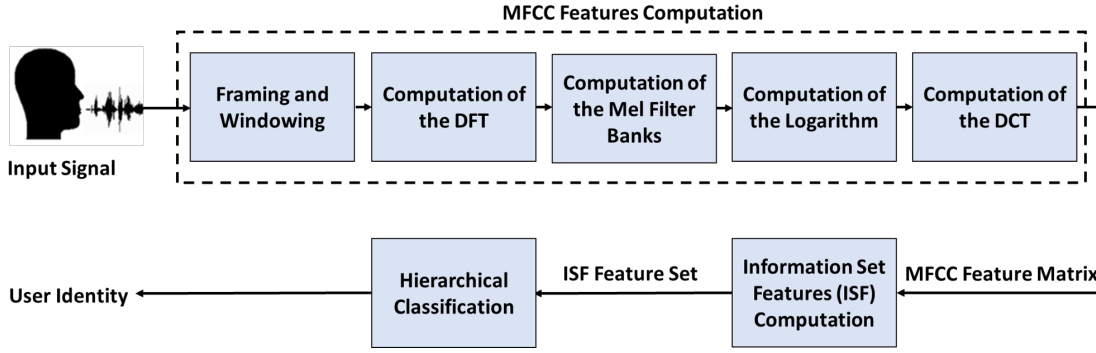 MFCC Features Computation
Framing and
Windowing
Computation of
the DFT
Computation of
the Mel Filter
Banks
Computation of
the Logarithm
Computation of
the DCT
Input Signal
MFCC Feature Matrix
Information Set
Features (ISF)
Computation
ISF Feature Set
Hierarchical
Classification
User Identity